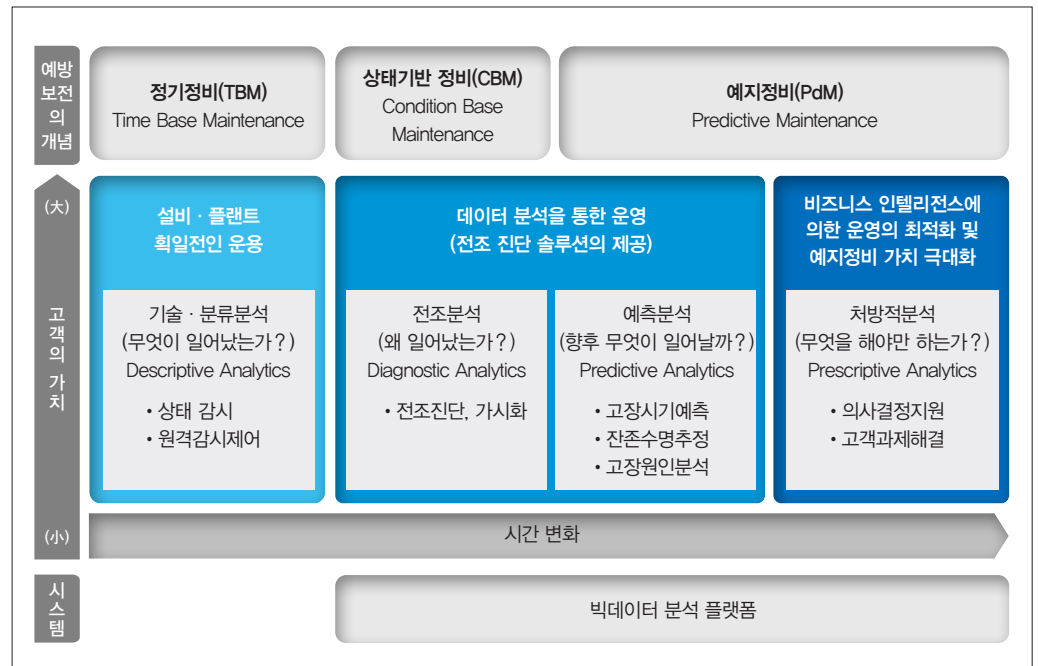 예방
보전
의
개념
정기정비(TBM)
Time Base Maintenance
상태기반 정비(CBM)
Condition Base
Maintenance
예지정비(PdM)
Predictive Maintenance
(大)
고객의 가치
(小)
설비 · 플랜트
획일전인 운용
기술 · 분류분석
(무엇이 일어났는가?)
Descriptive Analytics
• 상태 감시
• 원격감시제어
데이터 분석을 통한 운영
(전조 진단 솔루션의 제공)
전조분석
(왜 일어났는가?)
Diagnostic Analytics
• 전조진단, 가시화
예측분석
(향후 무엇이 일어날까?)
Predictive Analytics
• 고장시기예측
• 잔존수명추정
• 고장원인분석
비즈니스 인텔리전스에
의한 운영의 최적화 및
예지정비 가치 극대화
처방적분석
(무엇을 해야만 하는가?)
Prescriptive Analytics
• 의사결정지원
• 고객과제해결
시간 변화
시스템
빅데이터 분석 플랫폼